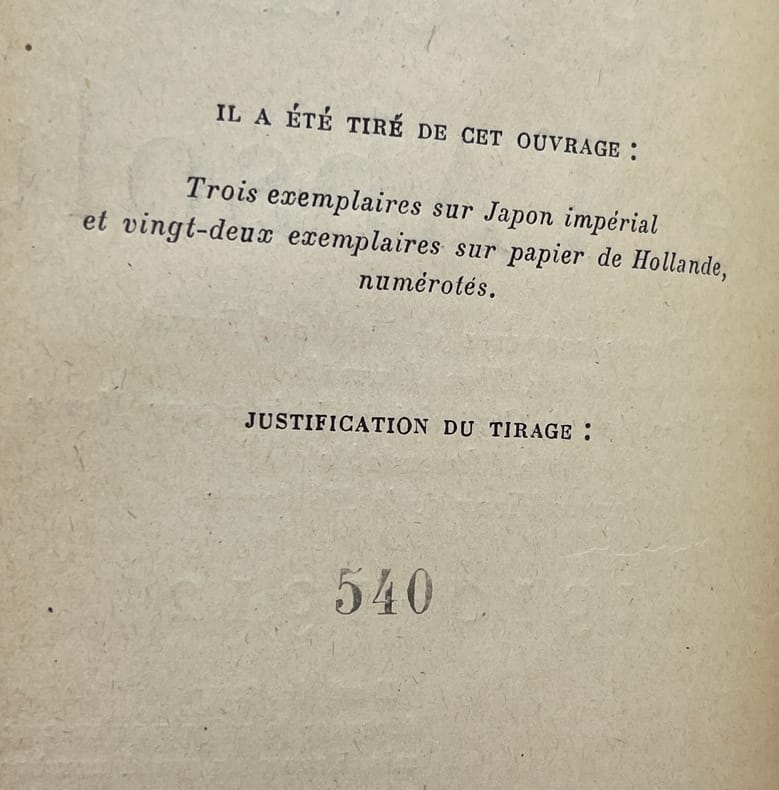 IL A ÉTÉ TIRÉ DE CET OUVRAGE :
Trois exemplaires sur Japon impérial
et vingt-deux exemplaires sur papier de Hollande,
numérotés.
JUSTIFICATION DU TIRAGE :
540